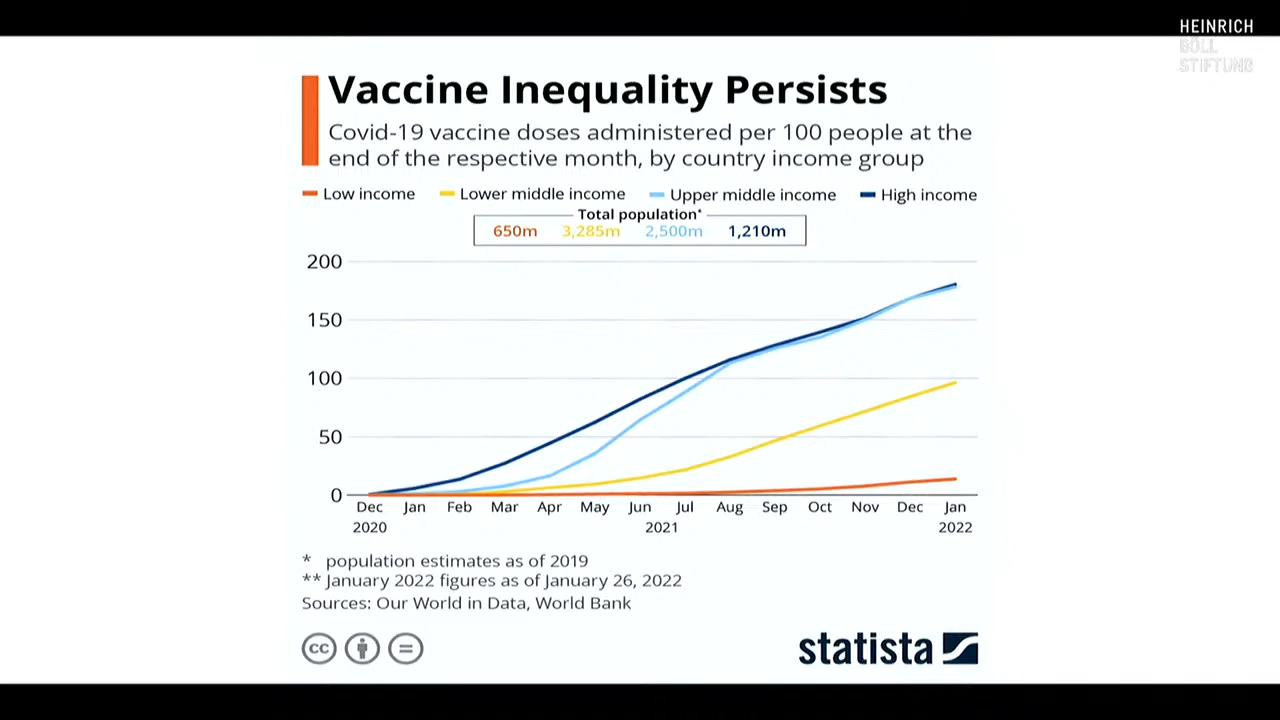 HEINRICH
BÖLL
STIFTUNG
Vaccine Inequality Persists
Covid-19 vaccine doses administered per 100 people at the
end of the respective month, by country income group
Low income Lower middle income Upper middle income High income
Total population*
650m 3,285m 2,500m 1,210m
200
150
100
50
0
Dec Jan Feb Mar Apr May Jun Jul Aug Sep Oct Nov Dec Jan
2020 2021 2022
* population estimates as of 2019
** January 2022 figures as of January 26, 2022
Sources: Our World in Data, World Bank
cc =
statista